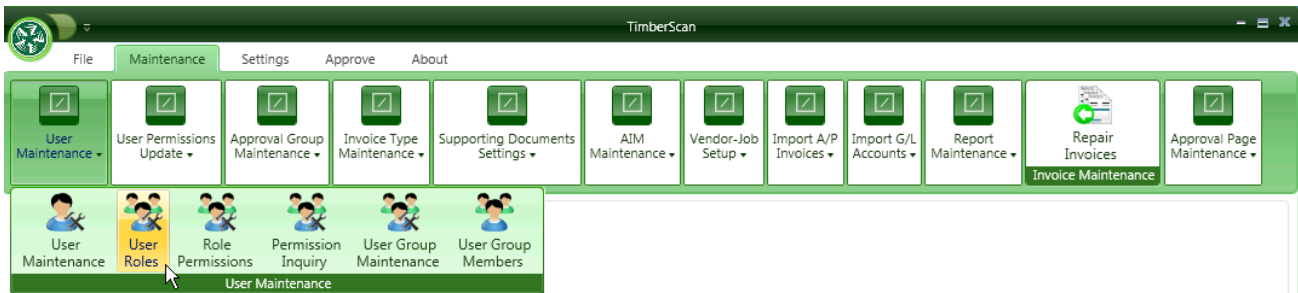 TimberScan
File Maintenance Settings Approve About
User Maintenance
User Permissions Update
Approval Group Maintenance
Invoice Type Maintenance
Supporting Documents Settings
AIM Maintenance
Vendor-Job Setup
Import A/P Invoices
Import G/L Accounts
Report Maintenance
Repair Invoices
Invoice Maintenance
Approval Page Maintenance
User Maintenance
User Roles
Role Permissions
Permission Inquiry
User Group Maintenance
User Group Members
User Maintenance